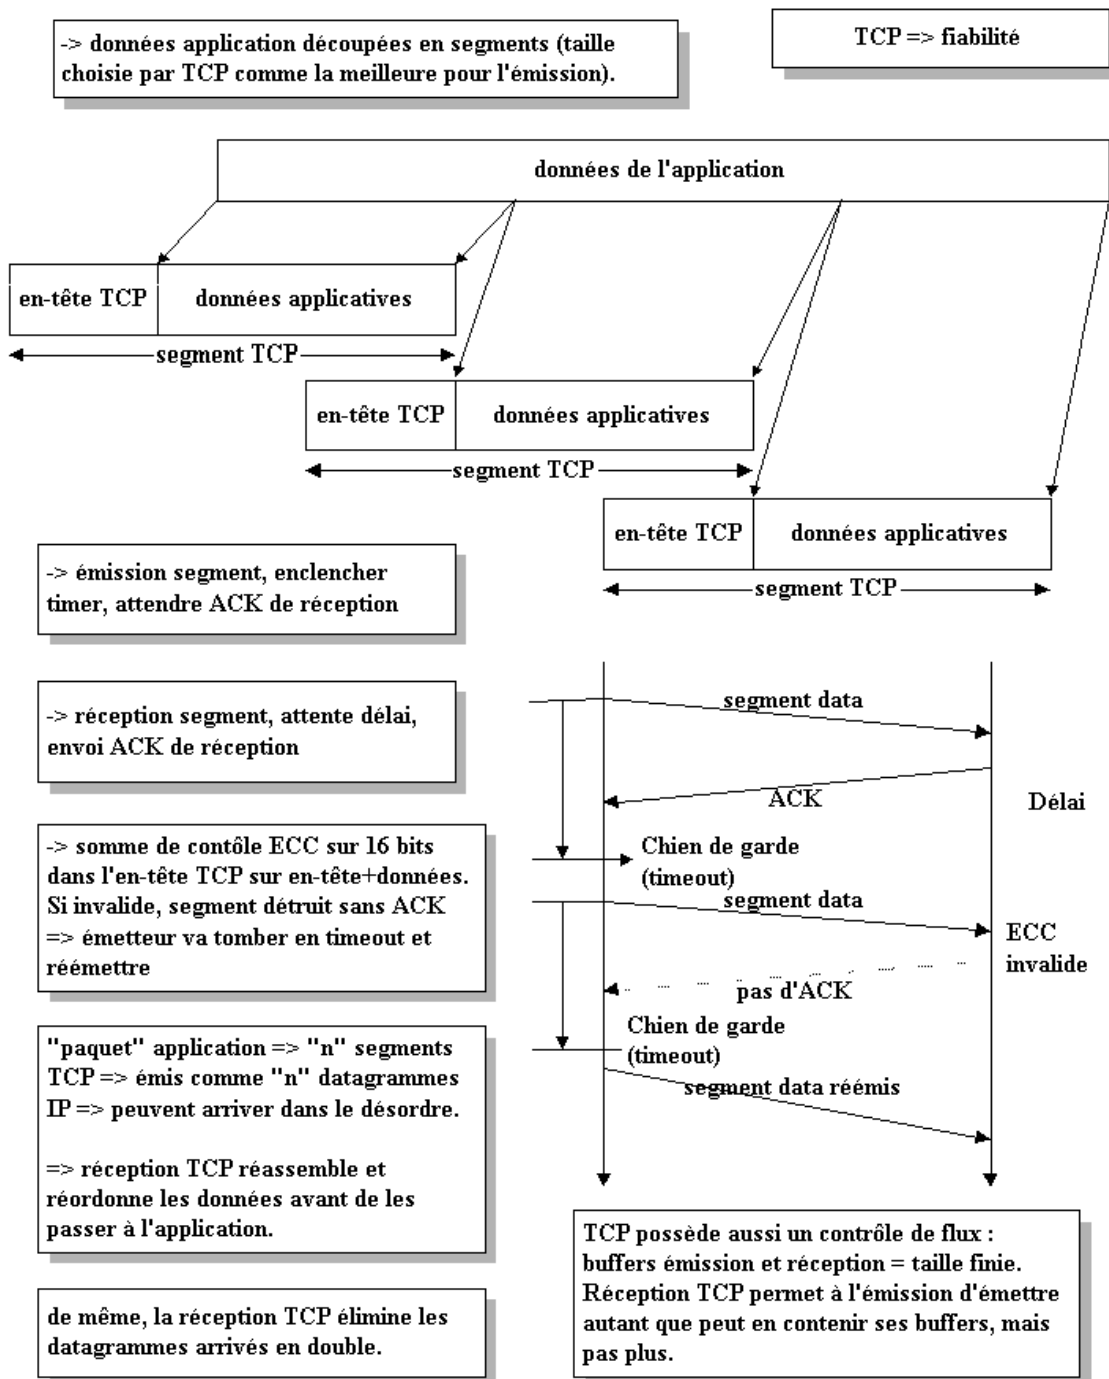 -> données application découpées en segments (taille
choisie par TCP comme la meilleure pour l'émission).
TCP => fiabilité
données de l'application
en-tête TCP
données applicatives
segment TCP
en-tête TCP
données applicatives
segment TCP
en-tête TCP
données applicatives
segment TCP
-> émission segment, enclencher
timer, attendre ACK de réception
-> réception segment, attente délai,
envoi ACK de réception
-> somme de contôle ECC sur 16 bits
dans l'en-tête TCP sur en-tête+données.
Si invalide, segment détruit sans ACK
=> émetteur va tomber en timeout et
réémettre
"paquet" application => "n" segments
TCP => émis comme "n" datagrammes
IP => peuvent arriver dans le désordre.
=> réception TCP réassemble et
réordonne les données avant de les
passer à l'application.
de même, la réception TCP élimine les
datagrammes arrivés en double.
segment data
ACK
Délai
Chien de garde
(timeout)
segment data
ECC
invalide
pas d'ACK
Chien de garde
(timeout)
segment data réémis
TCP possède aussi un contrôle de flux :
buffers émission et réception = taille finie.
Réception TCP permet à l'émission d'émettre
autant que peut en contenir ses buffers, mais
pas plus.